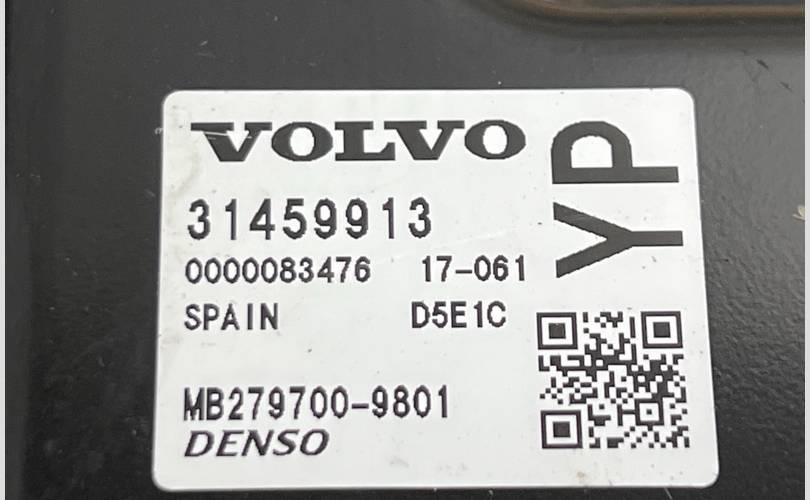 VOLVO
YP
31459913
0000083476 17-061
SPAIN D5E1C
MB279700-9801
DENSO